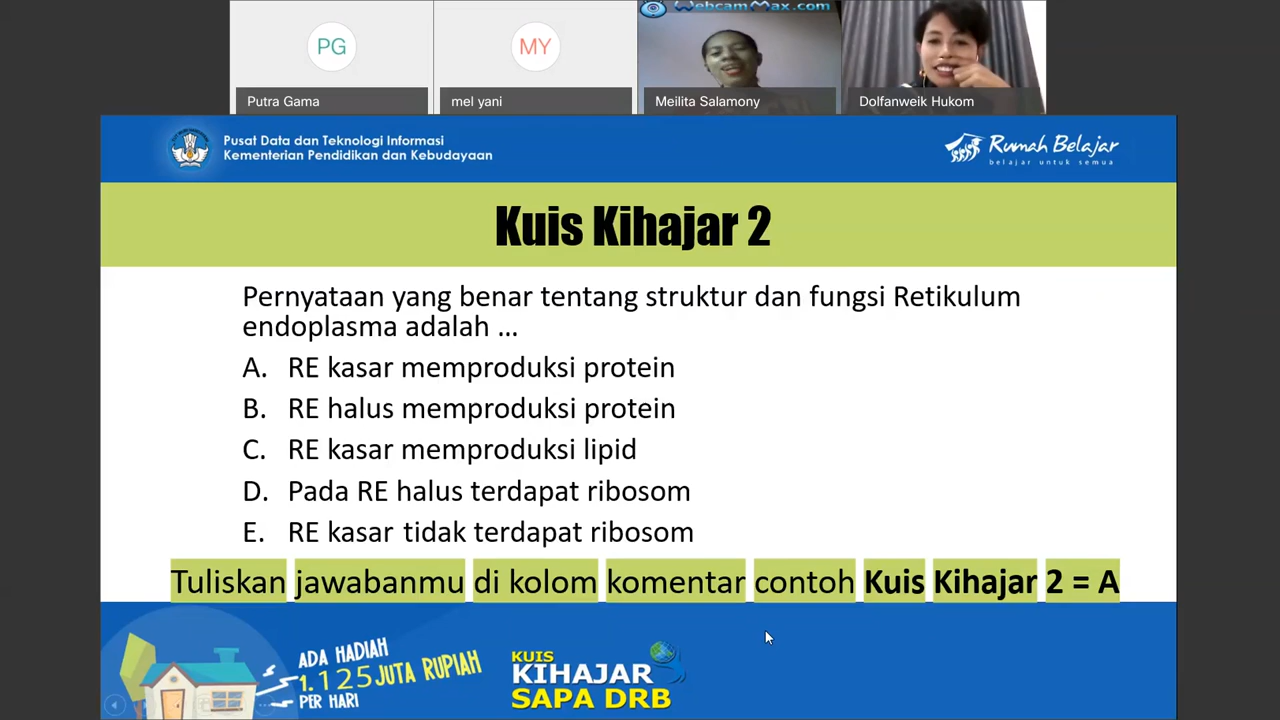 WebcamMax.com
PG
MY
Putra Gama
mel yani
Meilita Salamony
Dolfanweik Hukom
Pusat Data dan Teknologi Informasi
Kementerian Pendidikan dan Kebudayaan
Rumah Belajar
belajar untuk semua
Kuis Kihajar 2
Pernyataan yang benar tentang struktur dan fungsi Retikulum
endoplasma adalah ...
A. RE kasar memproduksi protein
B. RE halus memproduksi protein
C. RE kasar memproduksi lipid
D. Pada RE halus terdapat ribosom
E. RE kasar tidak terdapat ribosom
Tuliskan jawabanmu di kolom komentar contoh Kuis Kihajar 2 = A
ADA HADIAH
1.125 JUTA RUPIAH
PER HARI
KUIS
KIHAJAR
SAPA DRB